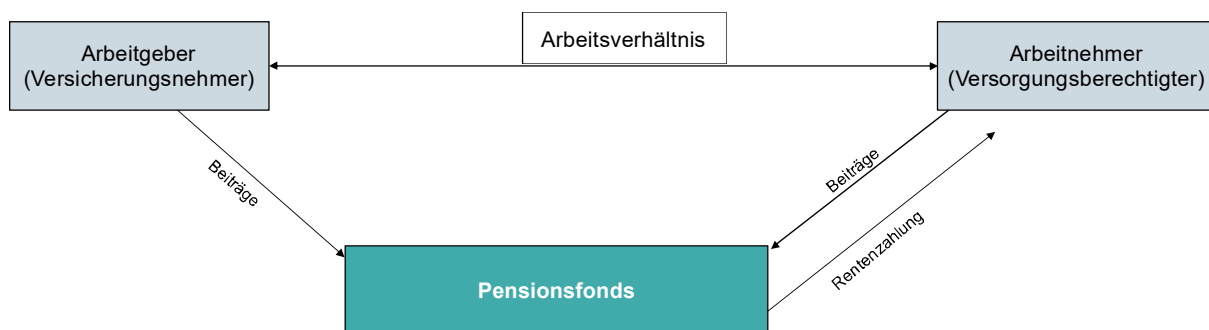 Arbeitgeber
(Versicherungsnehmer)
Arbeitsverhältnis
Arbeitnehmer
(Versorgungsberechtigter)
Beiträge
Beiträge
Rentenzahlung
Pensionsfonds